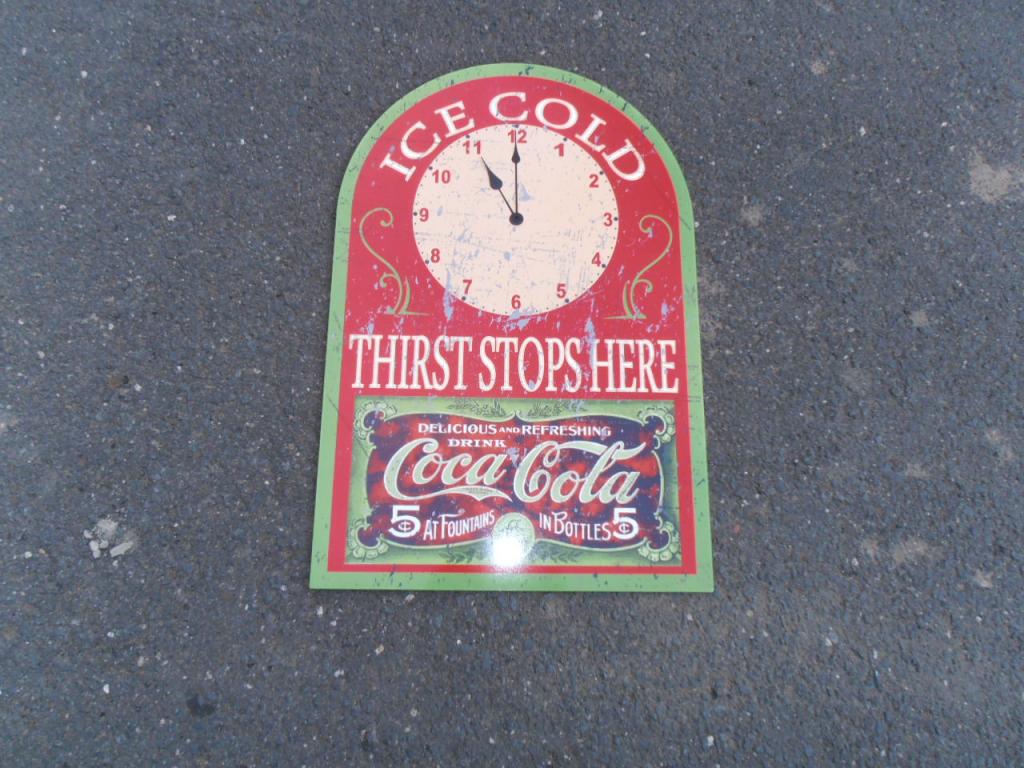 ICE COLD
11 12 1
10 2
9 3
8 4
7 6 5
THIRST STOPS HERE
DELICIOUS AND REFRESHING
DRINK
Coca Cola
5¢ AT FOUNTAINS IN BOTTLES 5¢